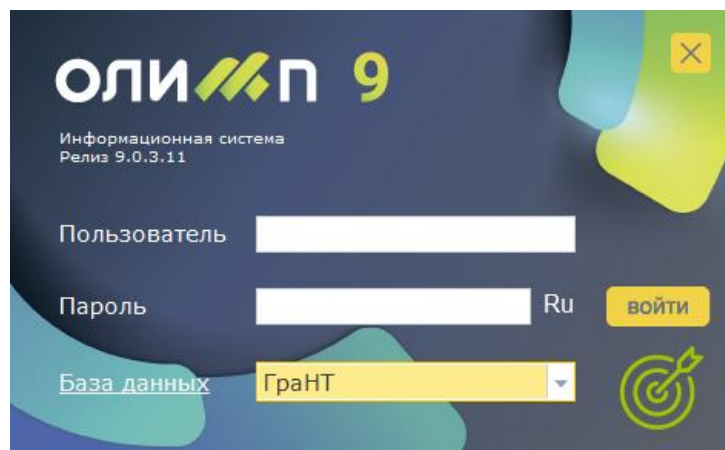 ОЛИМП 9
Информационная система
Релиз 9.0.3.11
Пользователь
Пароль Ru ВОЙТИ
База данных ГраНТ